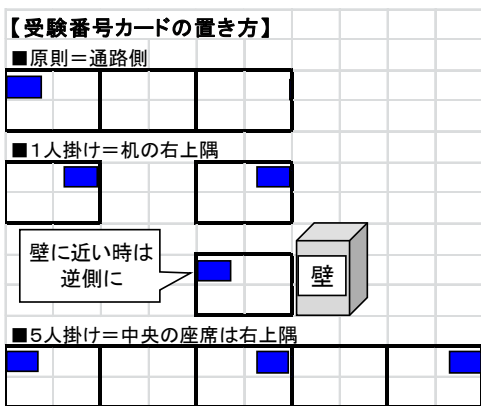 【受験番号カードの置き方】
■原則=通路側
■1人掛け=机の右上隅
壁に近い時は
逆側に
壁
■5人掛け=中央の座席は右上隅